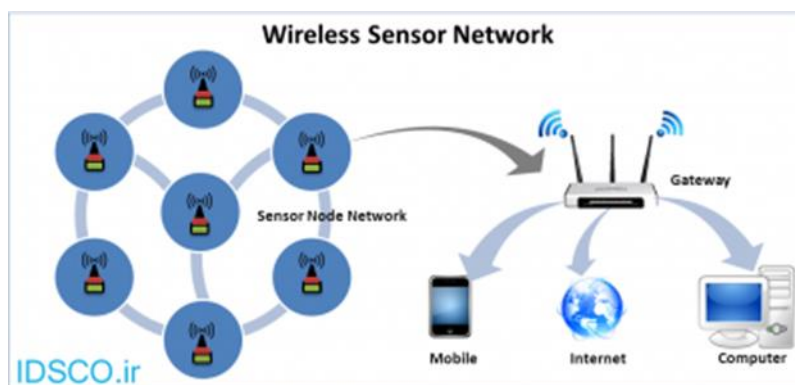 Wireless Sensor Network
Gateway
Sensor Node Network
Mobile
Internet
Computer
IDSCO.ir